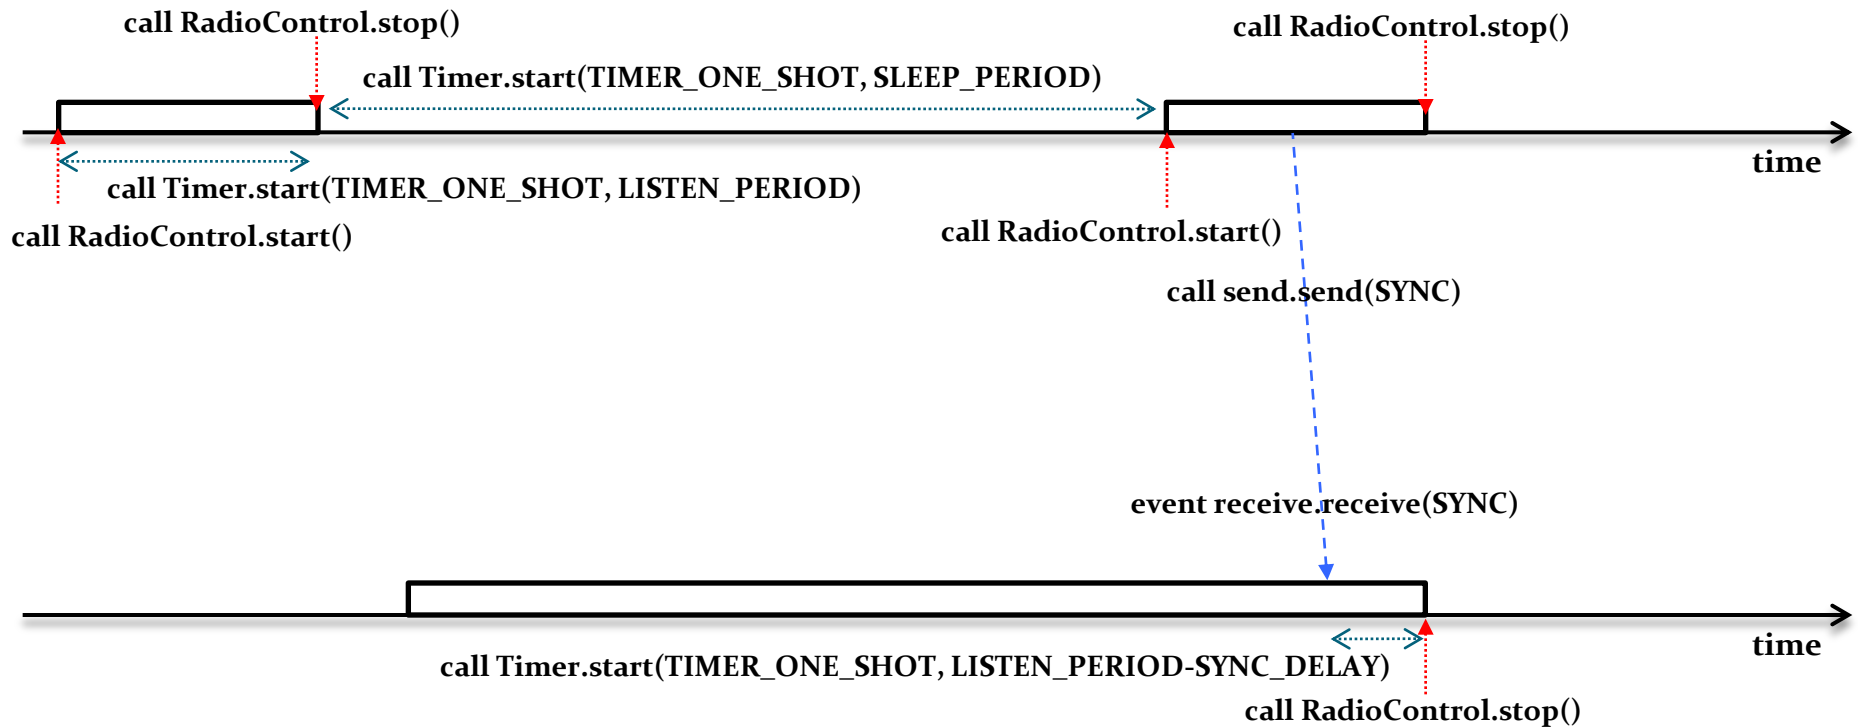 call RadioControl.stop()
call RadioControl.stop()
call Timer.start(TIMER_ONE_SHOT, SLEEP_PERIOD)
time
call Timer.start(TIMER_ONE_SHOT, LISTEN_PERIOD)
call RadioControl.start()
call RadioControl.start()
call send.send(SYNC)
event receive.receive(SYNC)
time
call Timer.start(TIMER_ONE_SHOT, LISTEN_PERIOD-SYNC_DELAY)
call RadioControl.stop()